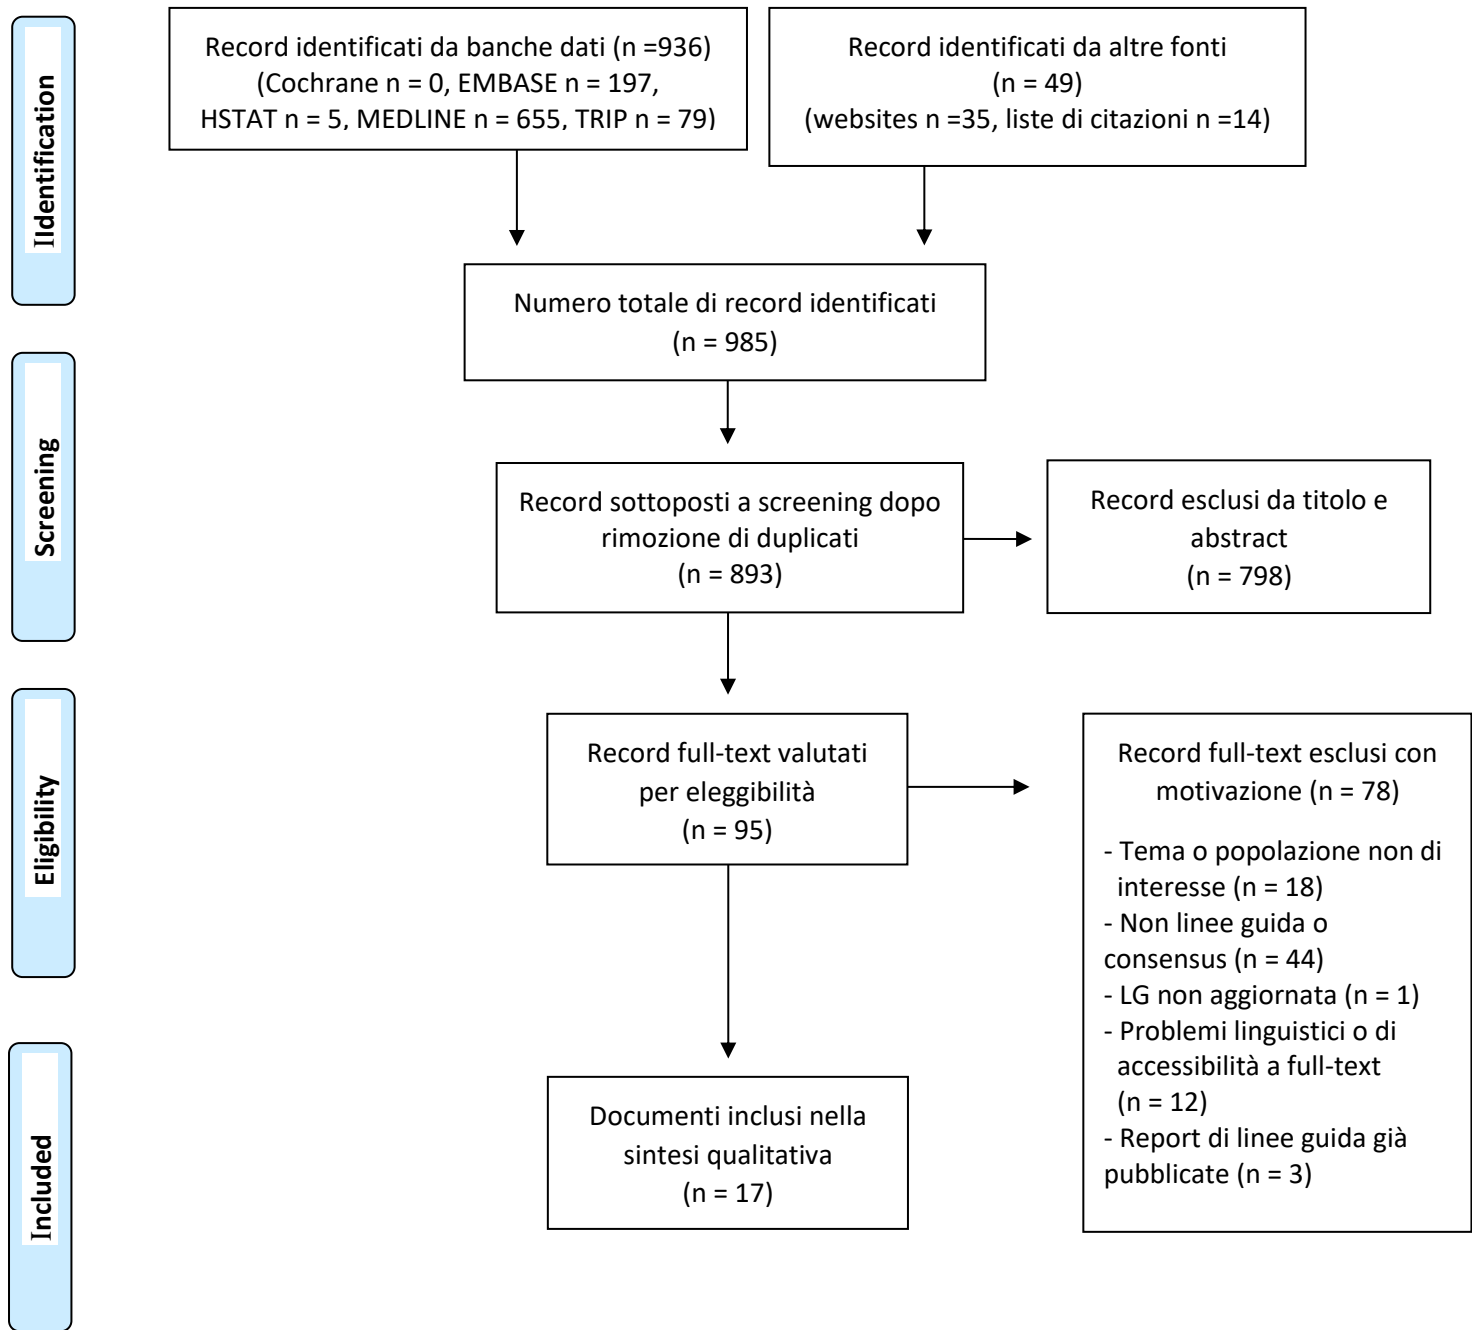 Record identificati da banche dati (n =936)
(Cochrane n = 0, EMBASE n = 197,
HSTAT n = 5, MEDLINE n = 655, TRIP n = 79)
Record identificati da altre fonti
(n = 49)
(websites n =35, liste di citazioni n =14)
IIdentification
Numero totale di record identificati
(n = 985)
Screening
Record sottoposti a screening dopo
rimozione di duplicati
(n = 893)
Record esclusi da titolo e
abstract
(n = 798)
Eligibility
Record full-text valutati
per eleggibilità
(n = 95)
Record full-text esclusi con
motivazione (n = 78)
- Tema o popolazione non di
interesse (n = 18)
- Non linee guida o
consensus (n = 44)
- LG non aggiornata (n = 1)
- Problemi linguistici o di
accessibilità a full-text
(n = 12)
- Report di linee guida già
pubblicate (n = 3)
Included
Documenti inclusi nella
sintesi qualitativa
(n = 17)